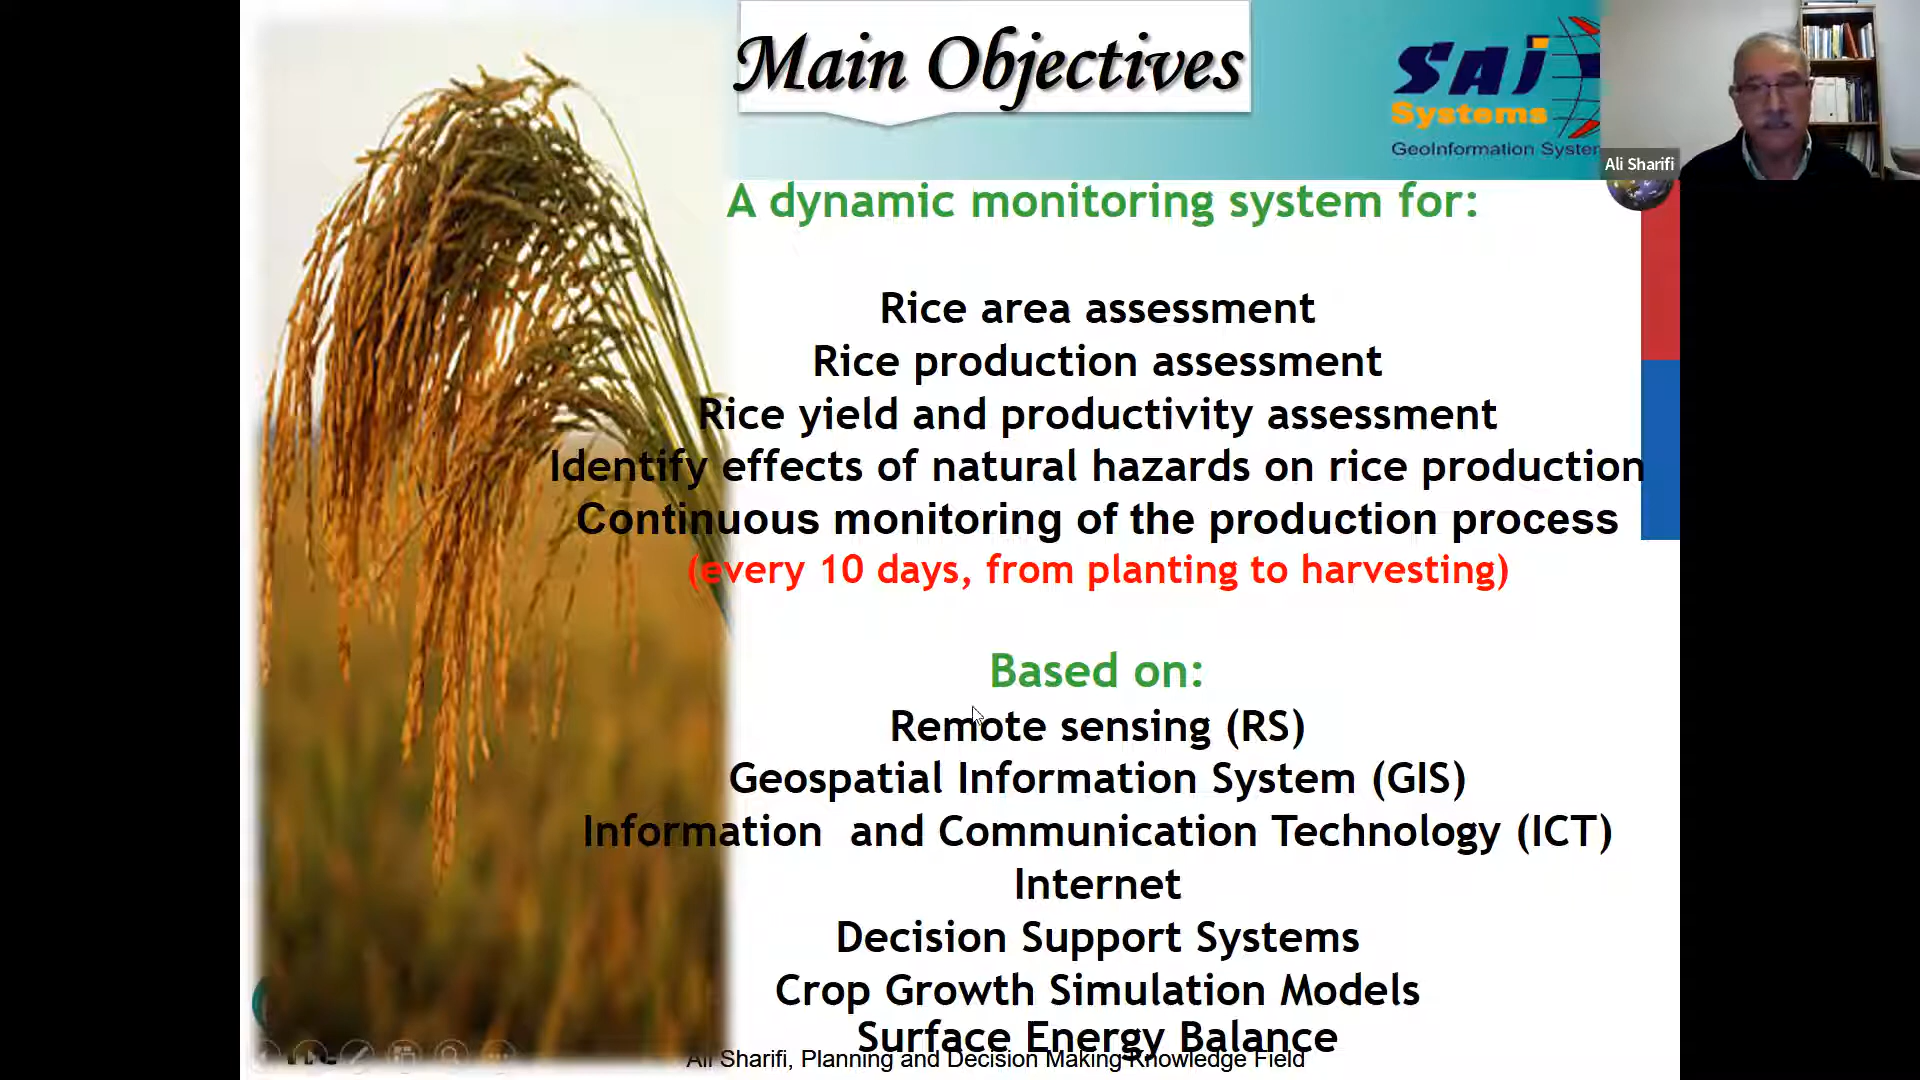 Main Objectives
SAJ
Systems
GeoInformation System
Ali Sharifi
A dynamic monitoring system for:
Rice area assessment
Rice production assessment
Rice yield and productivity assessment
Identify effects of natural hazards on rice production
Continuous monitoring of the production process
(every 10 days, from planting to harvesting)
Based on:
Remote sensing (RS)
Geospatial Information System (GIS)
Information and Communication Technology (ICT)
Internet
Decision Support Systems
Crop Growth Simulation Models
Surface Energy Balance
Ali Sharifi, Planning and Decision Making Knowledge Field